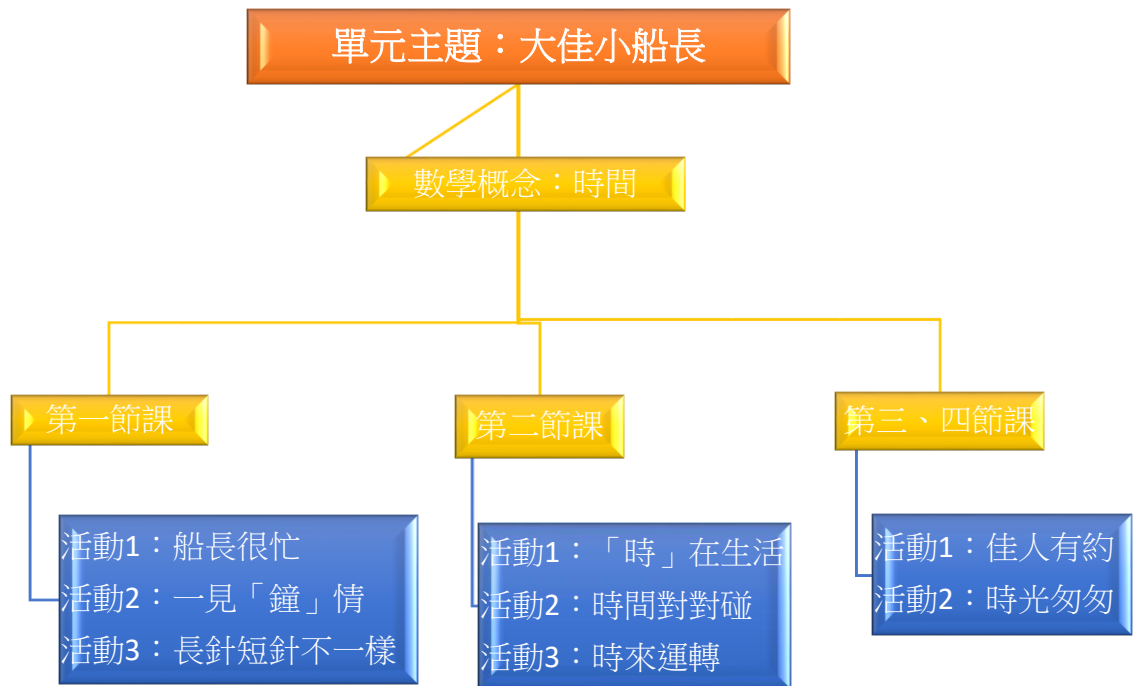 單元主題：大佳小船長
數學概念：時間
第一節課
活動1：船長很忙
活動2：一見「鐘」情
活動3：長針短針不一樣
第二節課
活動1：「時」在生活
活動2：時間對對碰
活動3：時來運轉
第三、四節課
活動1：佳人有約
活動2：時光匆匆